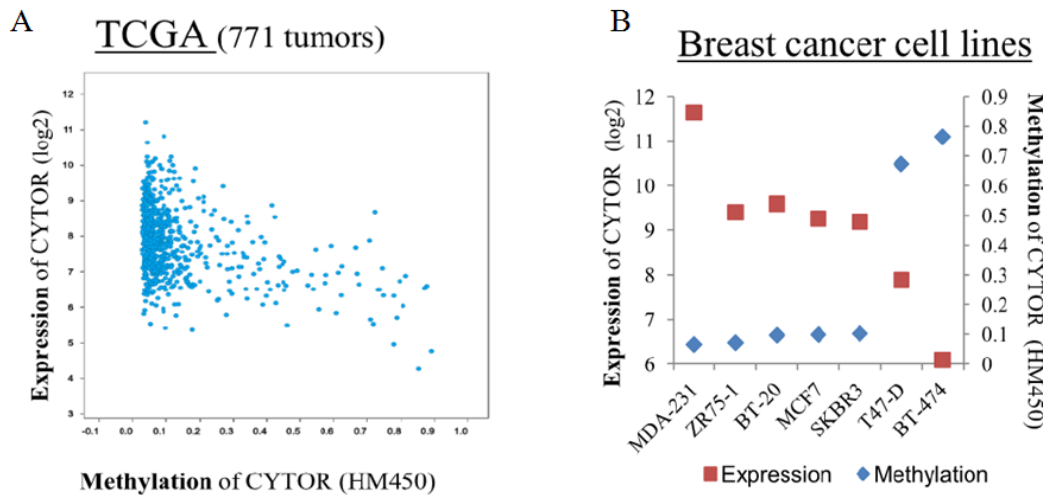 A
TCGA (771 tumors)
Expression of CYTOR (log2)
12
11
10
9
8
7
6
5
4
3
-0.1 0.0 0.1 0.2 0.3 0.4 0.5 0.6 0.7 0.8 0.9 1.0
Methylation of CYTOR (HM450)
B
Breast cancer cell lines
Expression of CYTOR (log2)
12
11
10
9
8
7
6
0.9
0.8
0.7
0.6
0.5
0.4
0.3
0.2
0.1
0
Methylation of CYTOR (HM450)
MDA-231 ZR75-1 BT-20 MCF7 SKBR3 T47-D BT-474
Expression Methylation